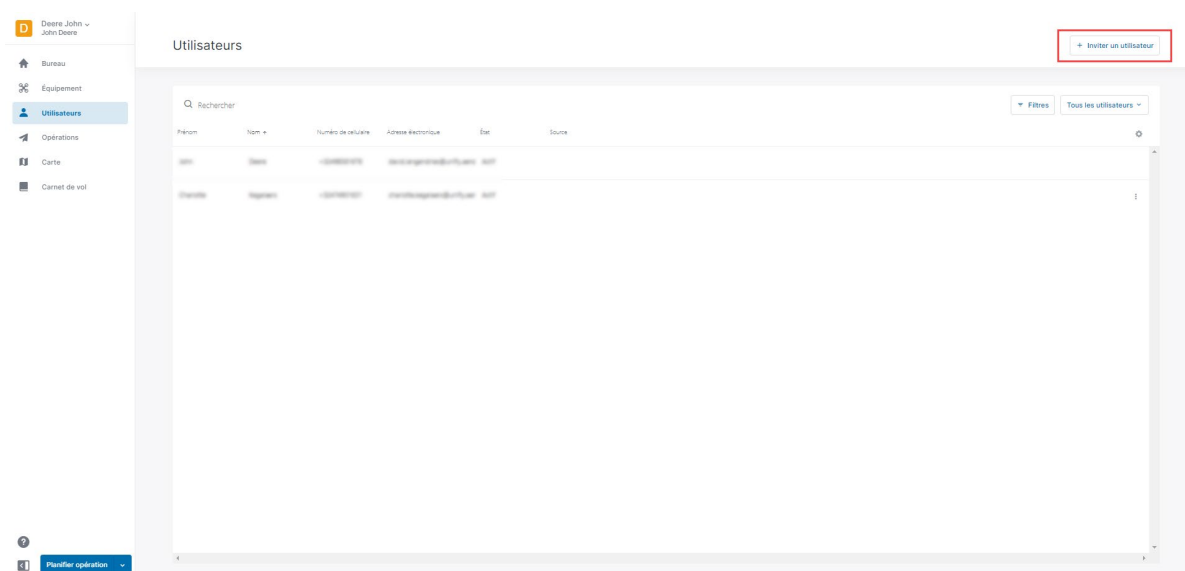 D
Deere John
John Deere
Utilisateurs
+ Inviter un utilisateur
Bureau
Équipement
Utilisateurs
Opérations
Carte
Carnet de vol
Rechercher
Filtres
Tous les utilisateurs
Prénom Nom Numéro de cellulaire Adresse électronique État Source
Planifier opération